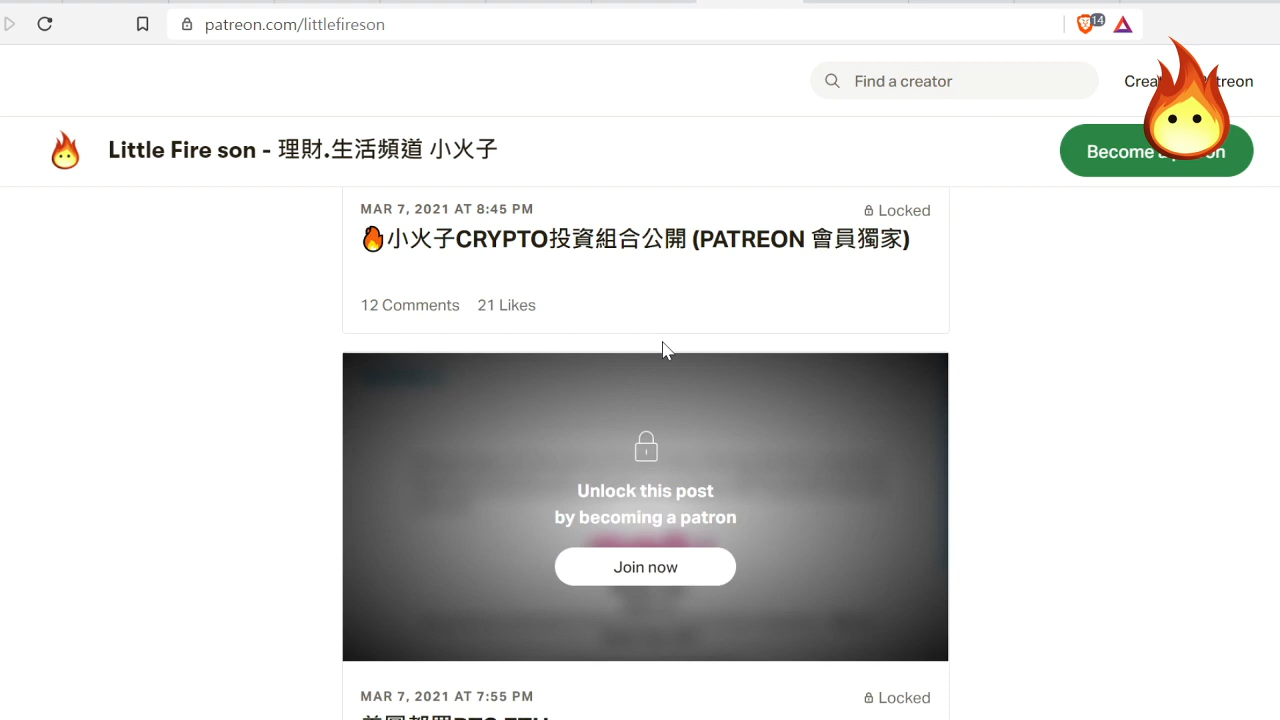 patreon.com/littlefireson
14
Find a creator
Little Fire son - 理財.生活頻道 小火子
Become
MAR 7, 2021 AT 8:45 PM
Locked
🔥小火子CRYPTO投資組合公開 (PATREON 會員獨家)
12 Comments 21 Likes
Unlock this post
by becoming a patron
Join now
MAR 7, 2021 AT 7:55 PM
Locked